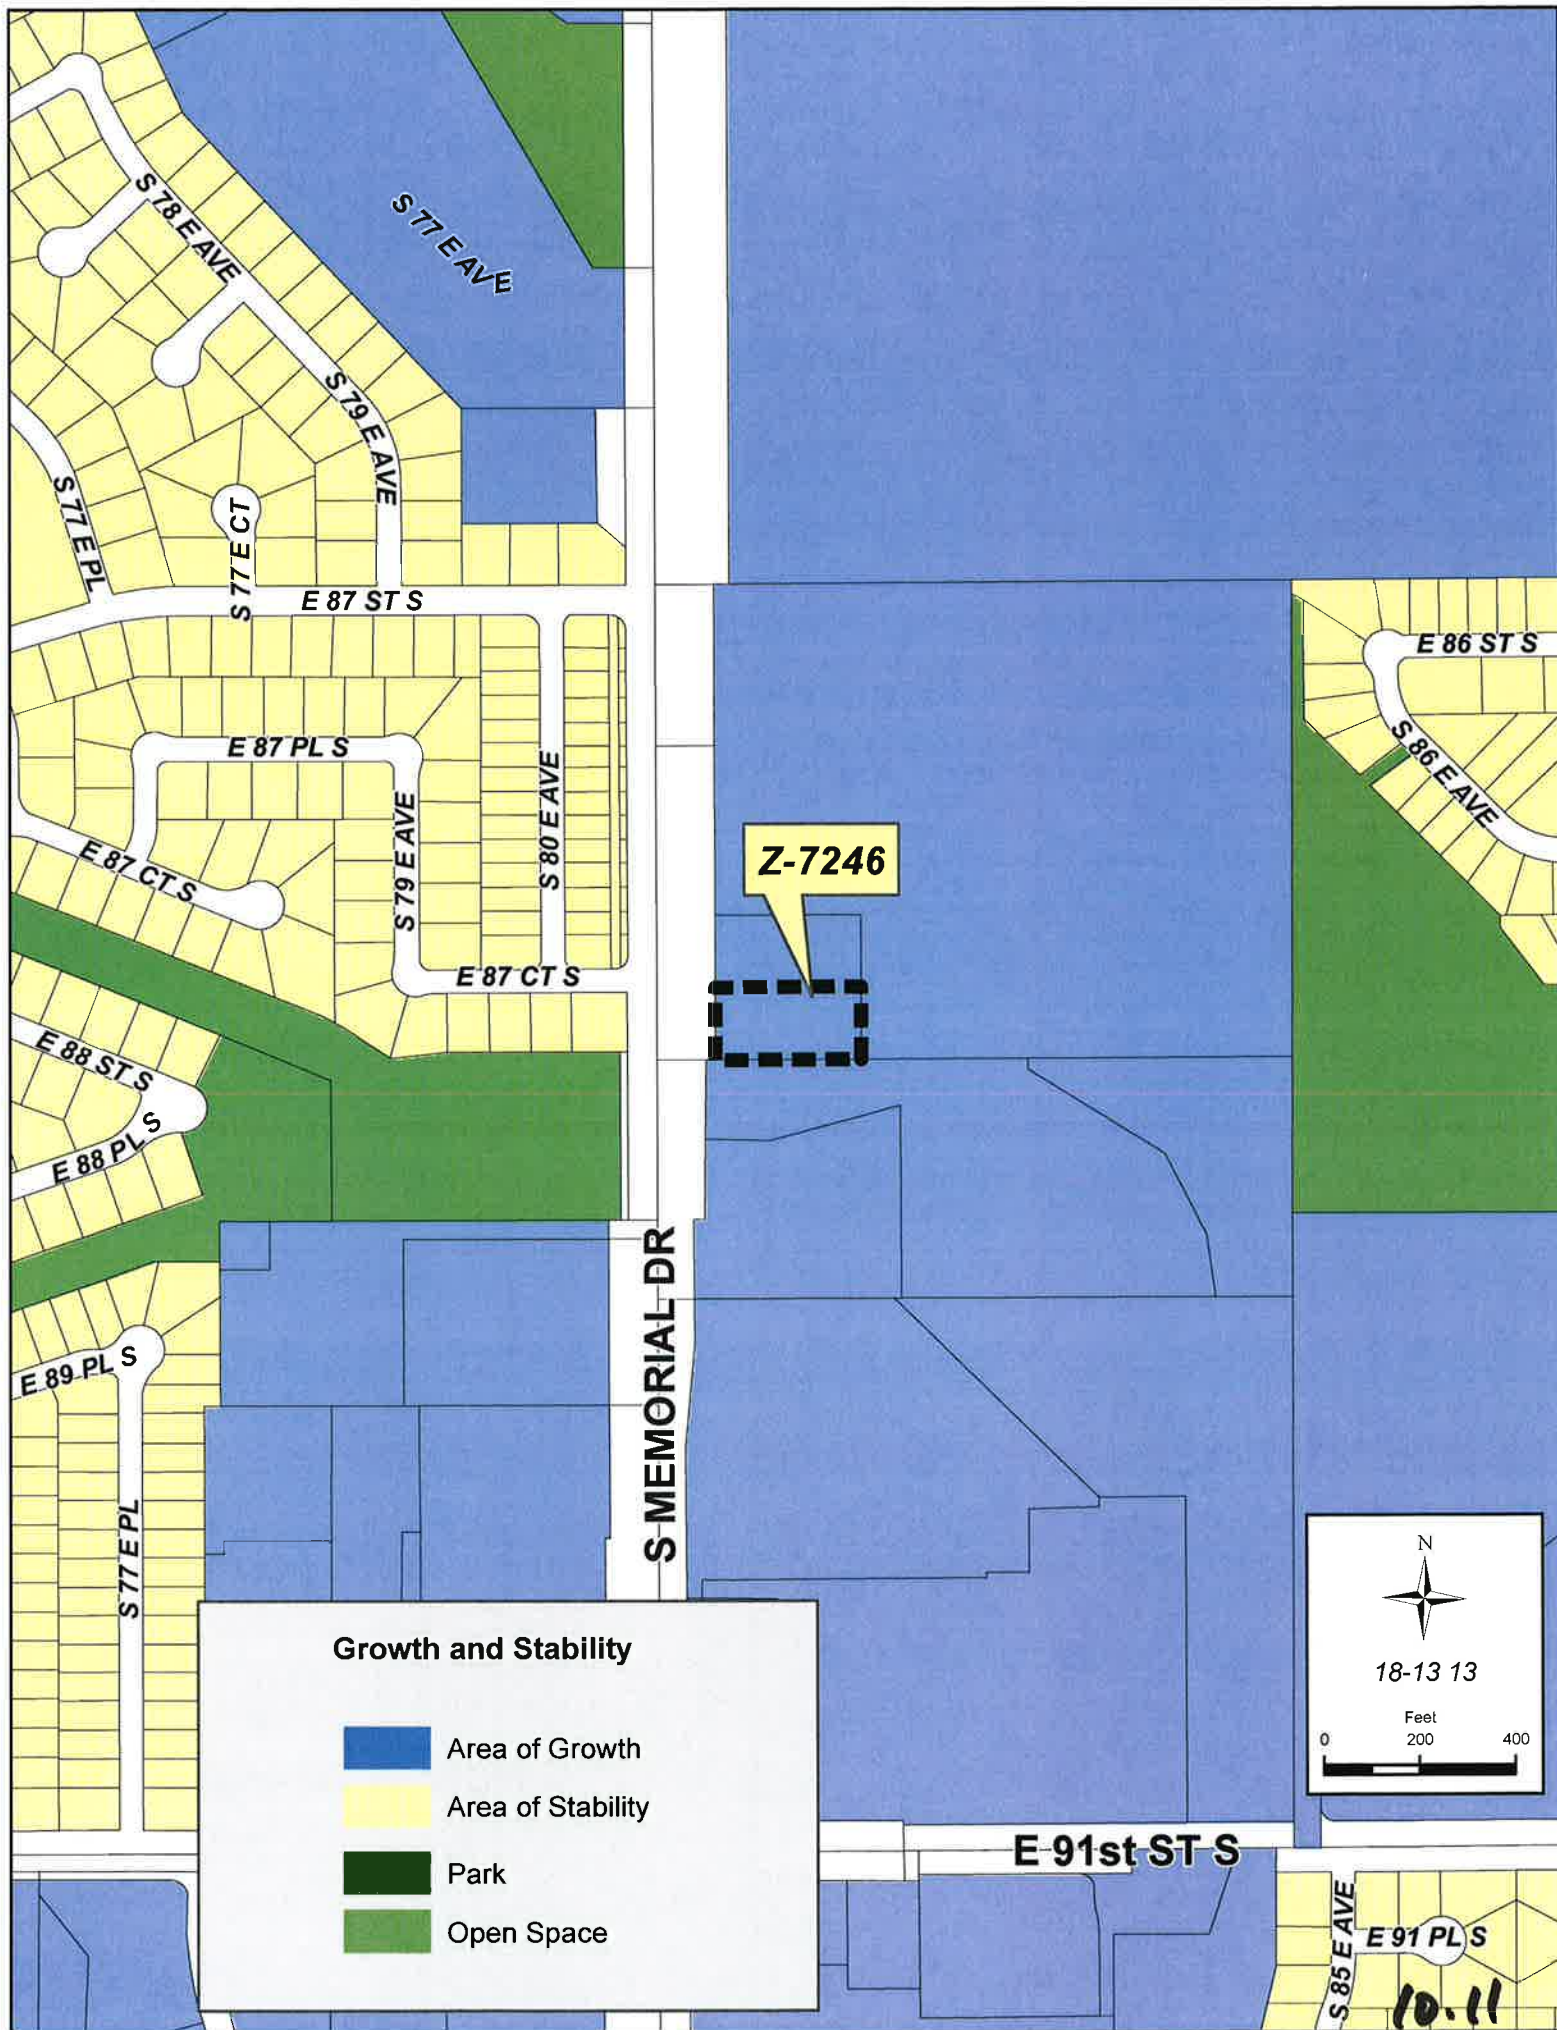 S 77 E AVE
S 78 E AVE
S 79 E AVE
S 77 E PL
S 77 E CT
E 87 ST S
E 86 ST S
S 86 E AVE
E 87 PL S
S 79 E AVE
S 80 E AVE
E 87 CT S
Z-7246
E 87 CT S
E 88 ST S
E 88 PL S
S MEMORIAL DR
E 89 PL S
S 77 E PL
Growth and Stability
Area of Growth
Area of Stability
Park
Open Space
N
18-13 13
Feet
0 200 400
E 91st ST S
S 85 E AVE
E 91 PL S
10.11